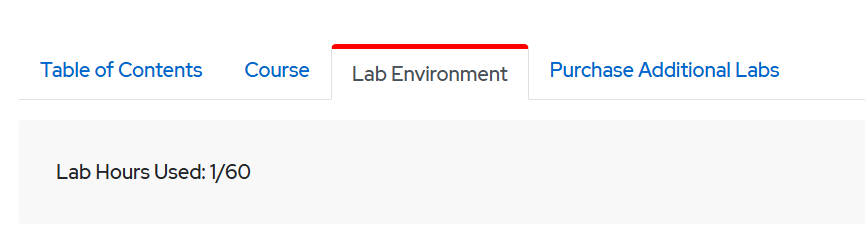 Table of Contents Course Lab Environment Purchase Additional Labs
Lab Hours Used: 1/60